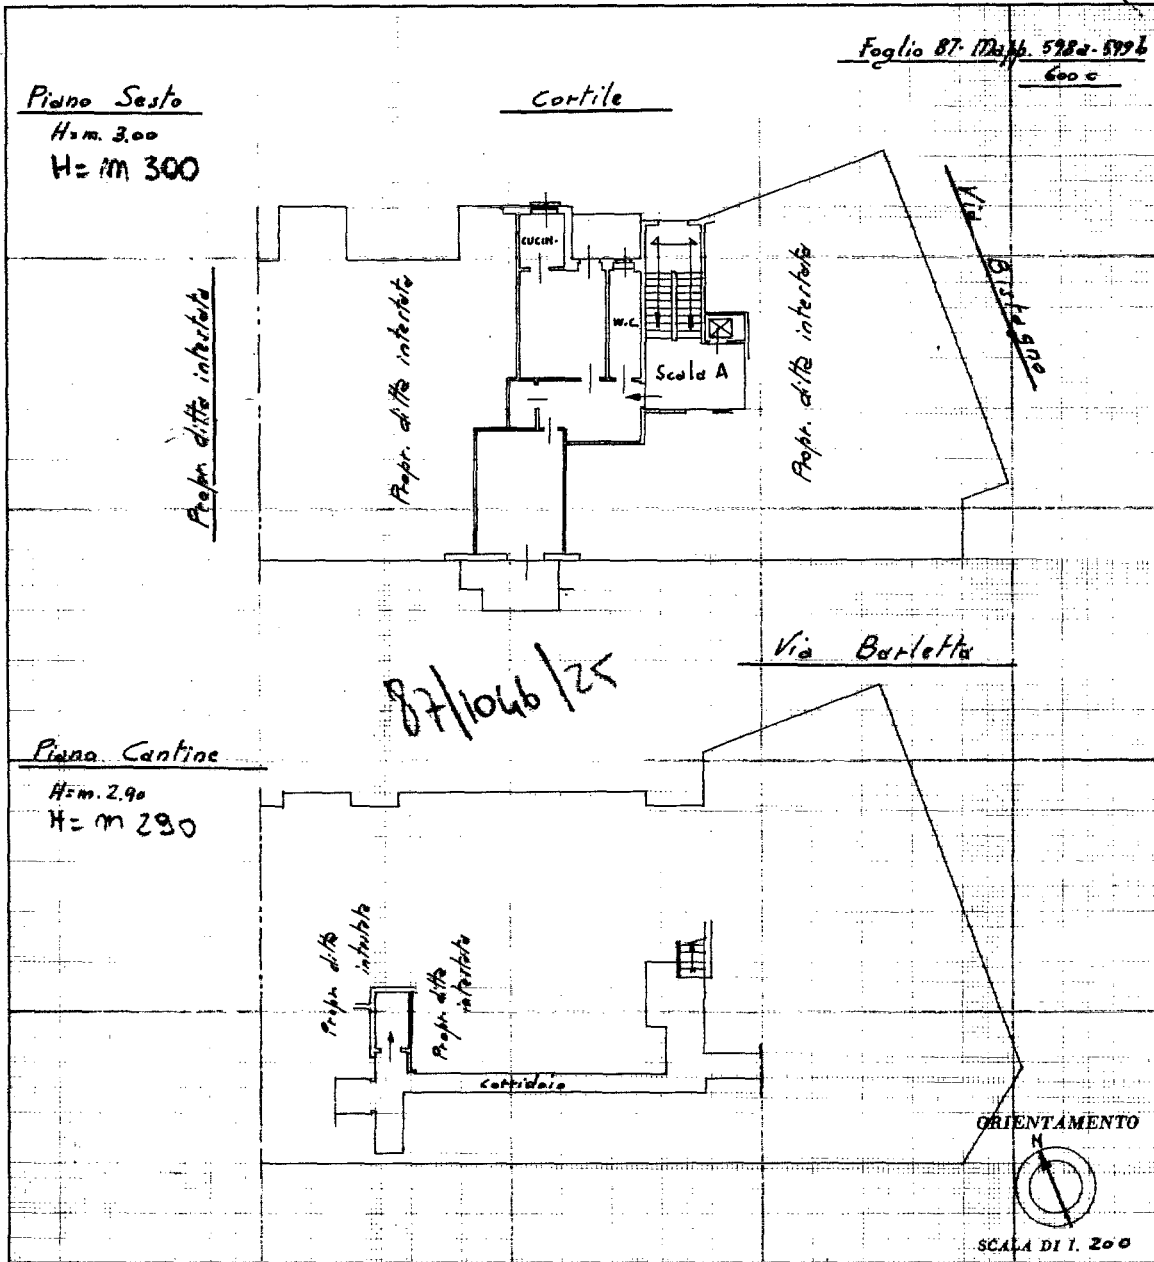 Foglio 87- Mapp. 598a-599b
600 c
Piano Sesto
H=m. 3.00
H= m 300
Cortile
Via Bistagno
CUCIN.
W.C.
Scala A
Propr. ditta intestata
Propr. ditta intestata
Propr. ditta intestata
Via Barletta
87/1046/25
Piano Cantine
H=m. 2.90
H= m 290
Propr. ditta
intestata
Propr. ditta
intestata
Corridoio
ORIENTAMENTO
N
SCALA DI 1. 200